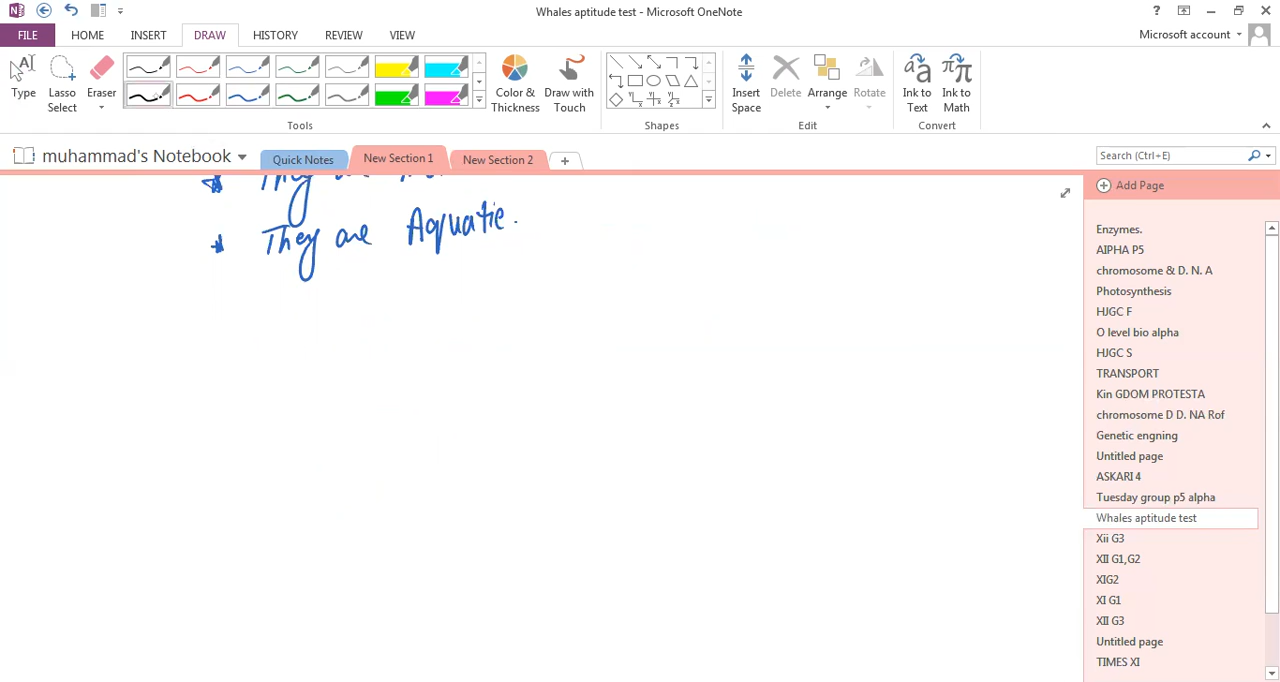 Whales aptitude test - Microsoft OneNote
FILE HOME INSERT DRAW HISTORY REVIEW VIEW
Microsoft account
Type
Lasso Select
Eraser
Color & Thickness
Draw with Touch
Insert Space
Delete
Arrange
Rotate
Ink to Text
Ink to Math
Tools
Shapes
Edit
Convert
muhammad's Notebook
Quick Notes
New Section 1
New Section 2
Search (Ctrl+E)
They are
They are Aquatic.
Add Page
Enzymes.
AlPHA P5
chromosome & D. N. A
Photosynthesis
HJGC F
O level bio alpha
HJGC S
TRANSPORT
Kin GDOM PROTESTA
chromosome D D. NA Rof
Genetic engning
Untitled page
ASKARI 4
Tuesday group p5 alpha
Whales aptitude test
Xii G3
XII G1,G2
XIG2
XI G1
XII G3
Untitled page
TIMES XI